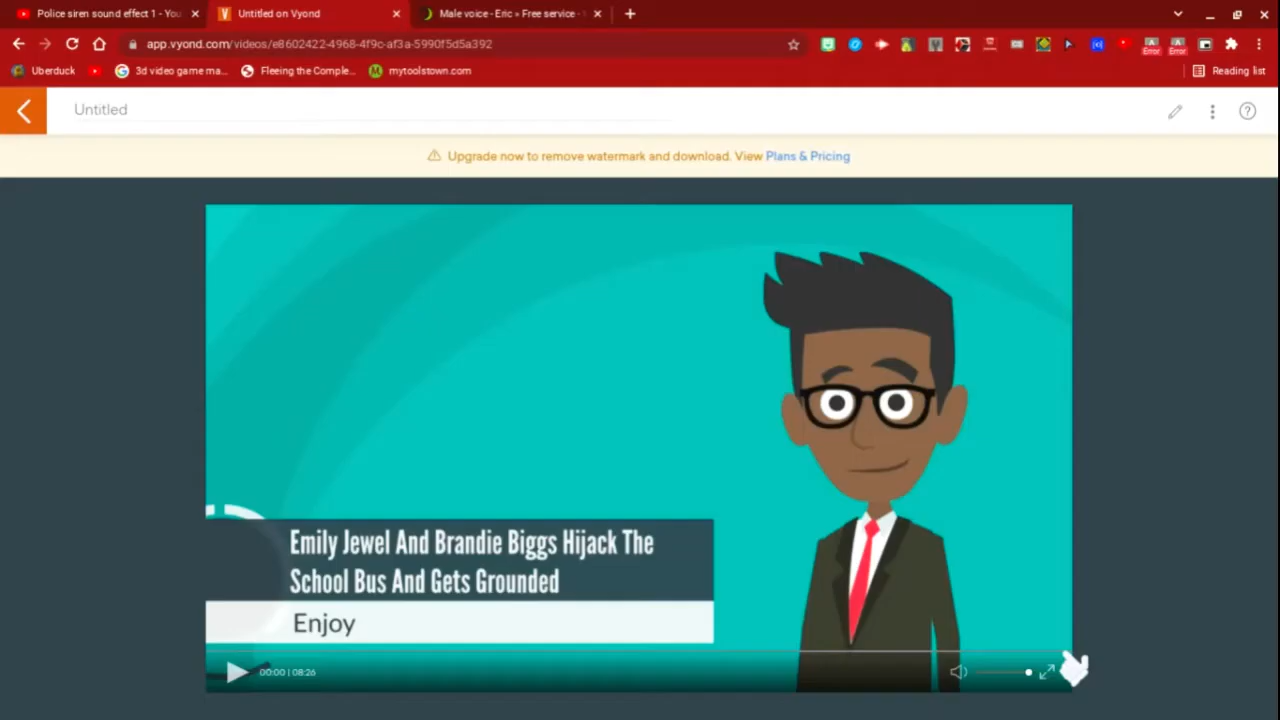 Police siren sound effect 1 - You
Untitled on Vyond
Male voice - Eric » Free service -
app.vyond.com/videos/e8602422-4968-4f9c-af3a-5990f5d5a392
Error
Error
Uberduck
3d video game ma...
Fleeing the Comple...
mytoolstown.com
Reading list
Untitled
Upgrade now to remove watermark and download. View Plans & Pricing
Emily Jewel And Brandie Biggs Hijack The
School Bus And Gets Grounded
Enjoy
00:00 | 08:26